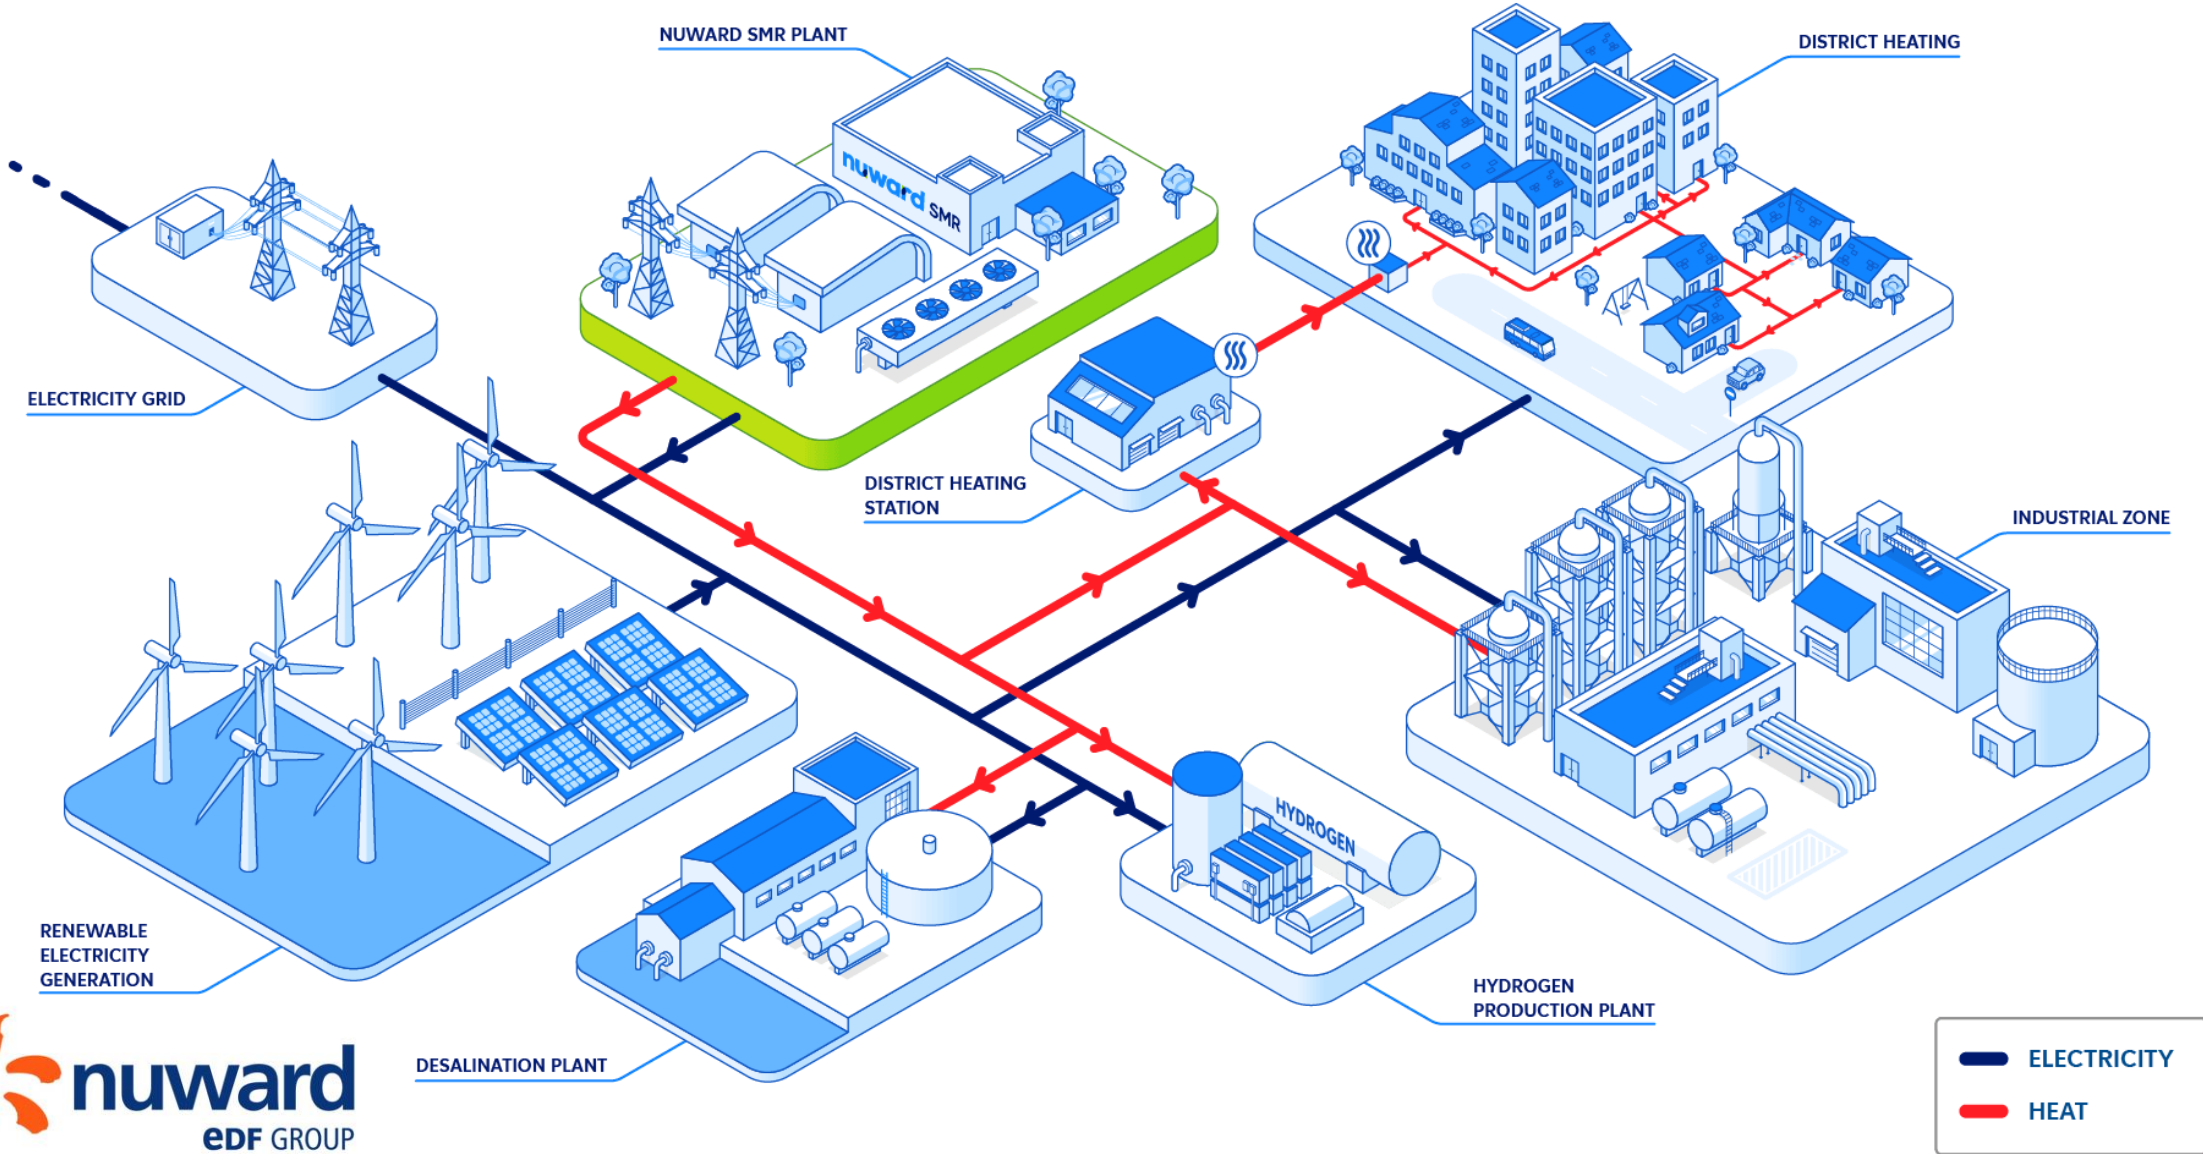 NUWARD SMR PLANT
DISTRICT HEATING
nuward SMR
ELECTRICITY GRID
DISTRICT HEATING
STATION
INDUSTRIAL ZONE
HYDROGEN
RENEWABLE
ELECTRICITY
GENERATION
HYDROGEN
PRODUCTION PLANT
DESALINATION PLANT
nuward
eDF GROUP
ELECTRICITY
HEAT